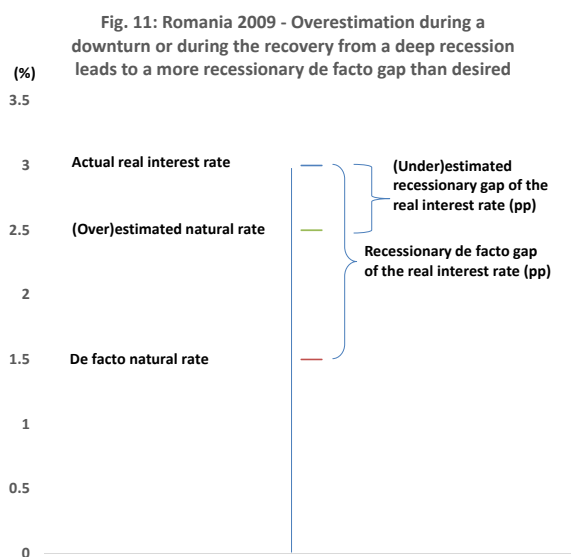 Fig. 11: Romania 2009 - Overestimation during a
downturn or during the recovery from a deep recession
leads to a more recessionary de facto gap than desired
(%)
3.5
3
Actual real interest rate
(Under)estimated
recessionary gap of the
real interest rate (pp)
2.5
(Over)estimated natural rate
Recessionary de facto gap
of the real interest rate (pp)
2
1.5
De facto natural rate
1
0.5
0